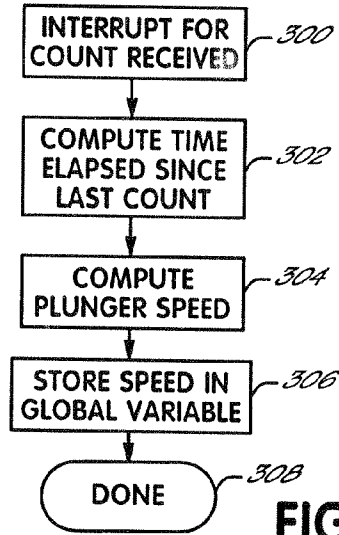 INTERRUPT FOR
COUNT RECEIVED
300
COMPUTE TIME
ELAPSED SINCE
LAST COUNT
302
COMPUTE
PLUNGER SPEED
304
STORE SPEED IN
GLOBAL VARIABLE
306
DONE
308
FIG